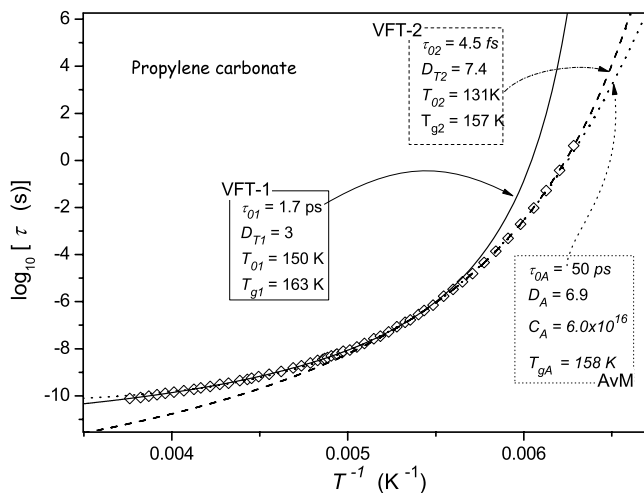 Propylene carbonate
VFT-2
τ02 = 4.5 fs
DT2 = 7.4
T02 = 131K
Tg2 = 157 K
VFT-1
τ01 = 1.7 ps
DT1 = 3
T01 = 150 K
Tg1 = 163 K
τ0A = 50 ps
DA = 6.9
CA = 6.0x10^16
TgA = 158 K
AvM
log10 [ τ (s)]
6
4
2
0
-2
-4
-6
-8
-10
0.004
0.005
0.006
T^-1 (K^-1)